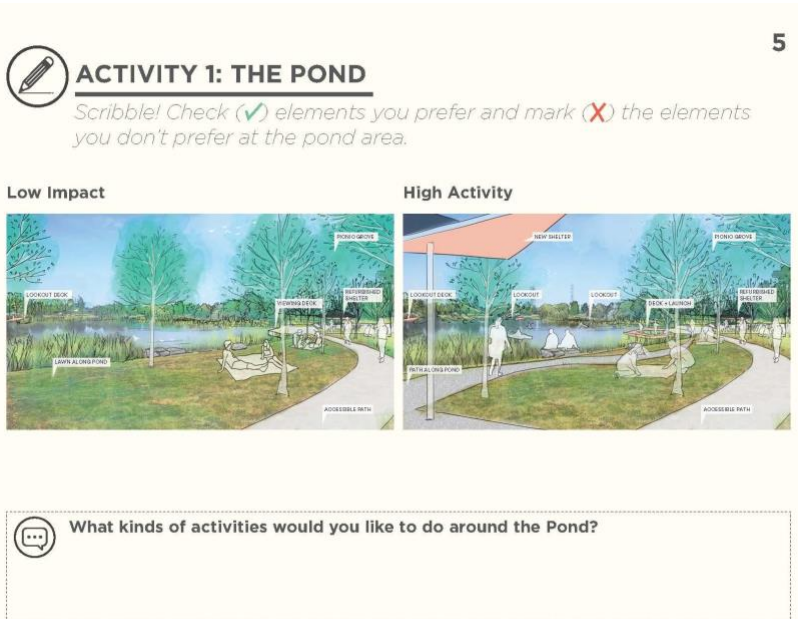 5
ACTIVITY 1: THE POND
Scribble! Check (✓) elements you prefer and mark (X) the elements
you don't prefer at the pond area.
Low Impact
High Activity
PICNIC GROVE
LOOKOUT DECK
VIEWING DECK
REFURBISHED
SHELTER
LAWN ALONG POND
ACCESSIBLE PATH
NEW SHELTER
PICNIC GROVE
LOOKOUT DECK
LOOKOUT
LOOKOUT
DECK + LAUNCH
REFURBISHED
SHELTER
PATH ALONG POND
ACCESSIBLE PATH
What kinds of activities would you like to do around the Pond?